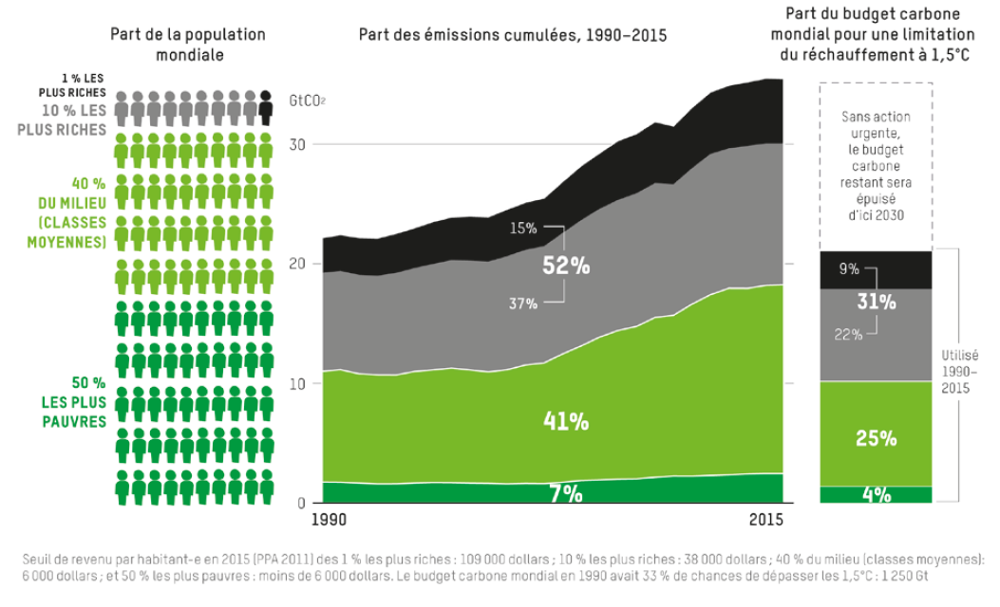 Part de la population
mondiale
1 % LES
PLUS RICHES
10 % LES
PLUS RICHES
40 %
DU MILIEU
(CLASSES
MOYENNES)
50 %
LES PLUS
PAUVRES
Part des émissions cumulées, 1990–2015
GtCO2
30
20
10
0
15%
52%
37%
41%
7%
1990
2015
Part du budget carbone
mondial pour une limitation
du réchauffement à 1,5°C
Sans action
urgente,
le budget
carbone
restant sera
épuisé
d'ici 2030
9%
31%
22%
25%
4%
Utilisé
1990–
2015
Seuil de revenu par habitant-e en 2015 (PPA 2011) des 1 % les plus riches : 109 000 dollars ; 10 % les plus riches : 38 000 dollars ; 40 % du milieu (classes moyennes):
6 000 dollars ; et 50 % les plus pauvres : moins de 6 000 dollars. Le budget carbone mondial en 1990 avait 33 % de chances de dépasser les 1,5°C : 1 250 Gt